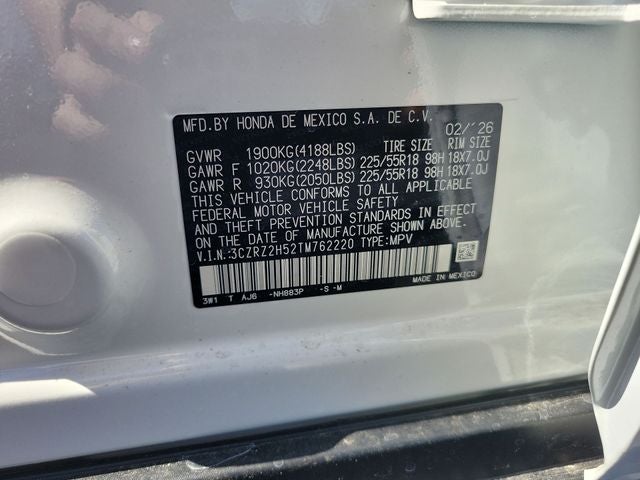 MFD.BY HONDA DE MEXICO S.A. DE C.V. 02/'26
TIRE SIZE RIM SIZE
GVWR 1900KG(4188LBS)
GAWR F 1020KG(2248LBS) 225/55R18 98H 18X7.0J
GAWR R 930KG(2050LBS) 225/55R18 98H 18X7.0J
THIS VEHICLE CONFORMS TO ALL APPLICABLE
FEDERAL MOTOR VEHICLE SAFETY
AND THEFT PREVENTION STANDARDS IN EFFECT
ON THE DATE OF MANUFACTURE SHOWN ABOVE.
V.I.N.:3CZRZ2H52TM762220 TYPE:MPV
MADE IN MEXICO
3W1 T AJ6 -NH883P -S -M